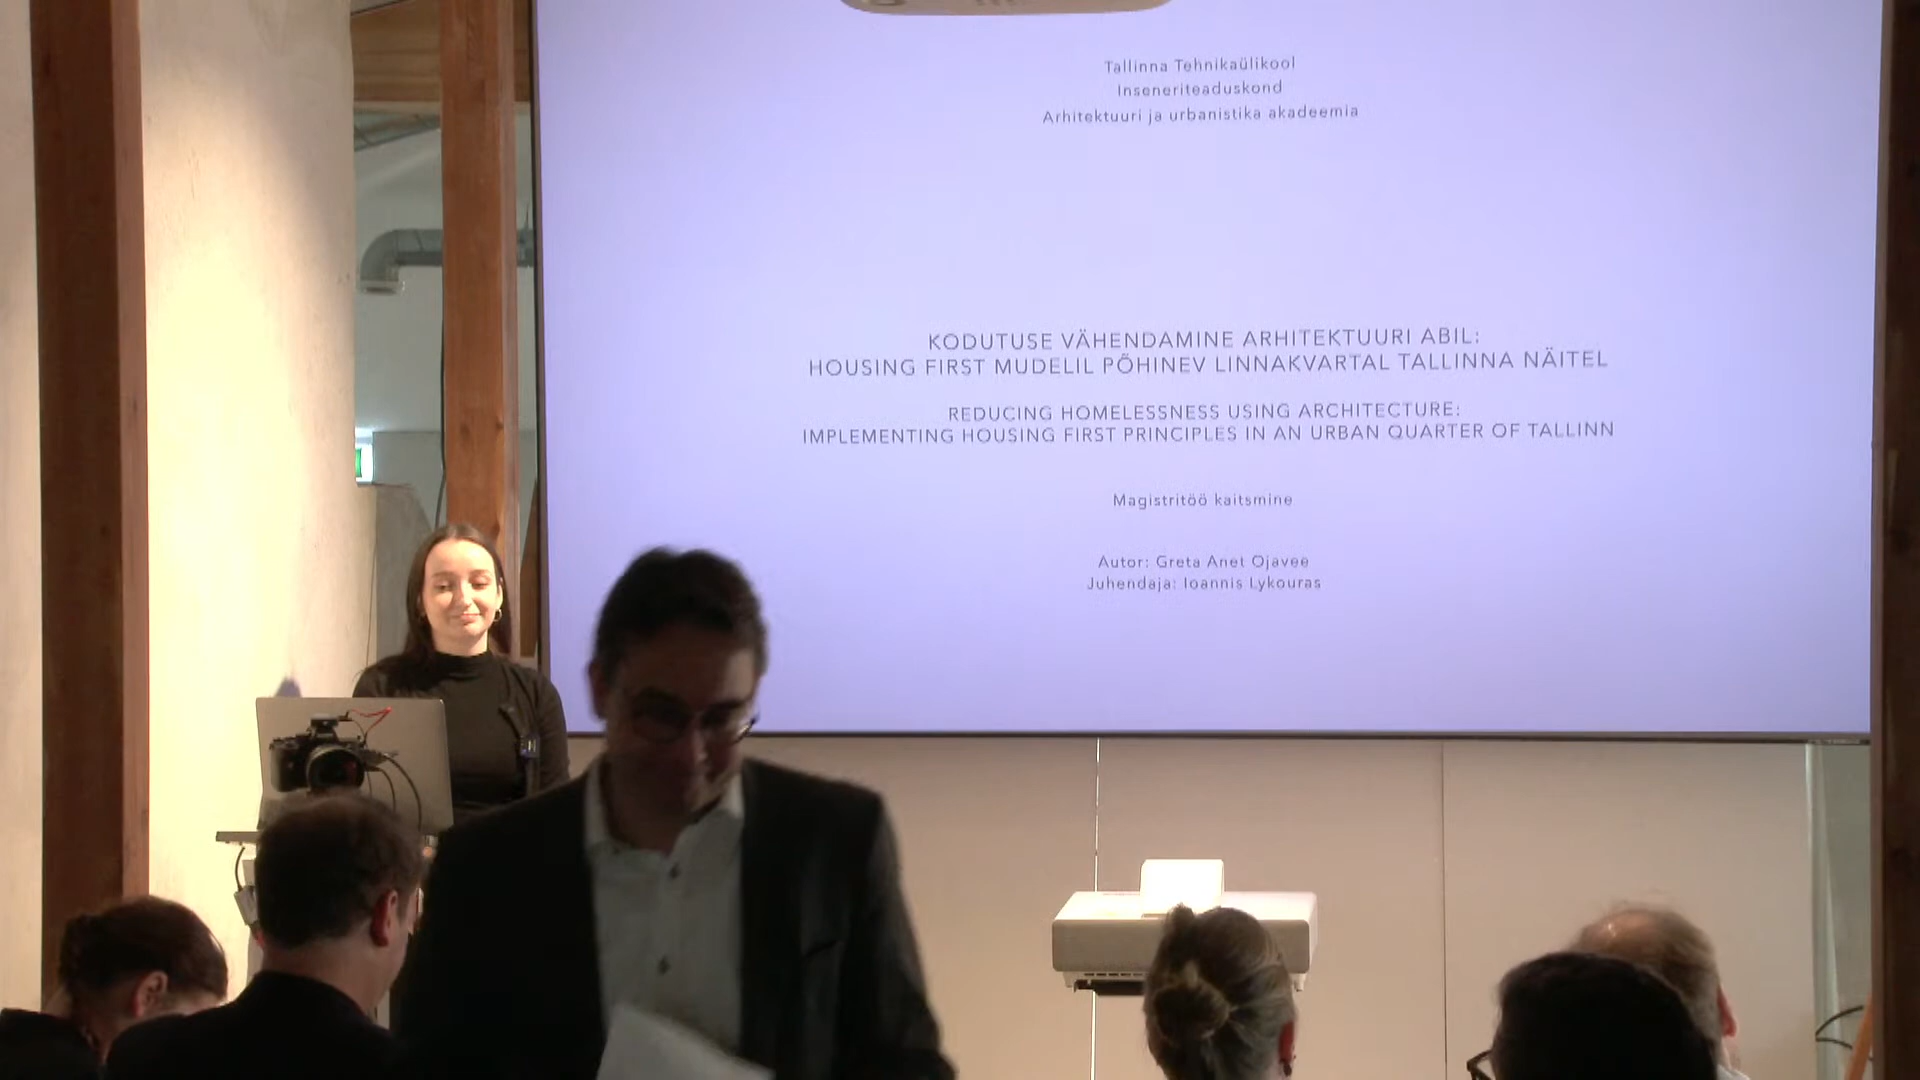 Tallinna Tehnikaülikool
Inseneriteaduskond
Arhitektuuri ja urbanistika akadeemia
KODUTUSE VÄHENDAMINE ARHITEKTUURI ABIL:
HOUSING FIRST MUDELIL PÕHINEV LINNAKVARTAL TALLINNA NÄITEL
REDUCING HOMELESSNESS USING ARCHITECTURE:
IMPLEMENTING HOUSING FIRST PRINCIPLES IN AN URBAN QUARTER OF TALLINN
Magistritöö kaitsmine
Autor: Greta Anet Ojavee
Juhendaja: Ioannis Lykouras